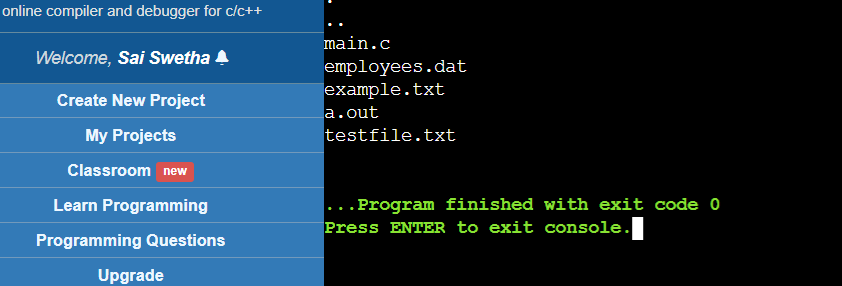 online compiler and debugger for c/c++
Welcome, Sai Swetha
Create New Project
My Projects
Classroom new
Learn Programming
Programming Questions
Upgrade
.
..
main.c
employees.dat
example.txt
a.out
testfile.txt
...Program finished with exit code 0
Press ENTER to exit console.